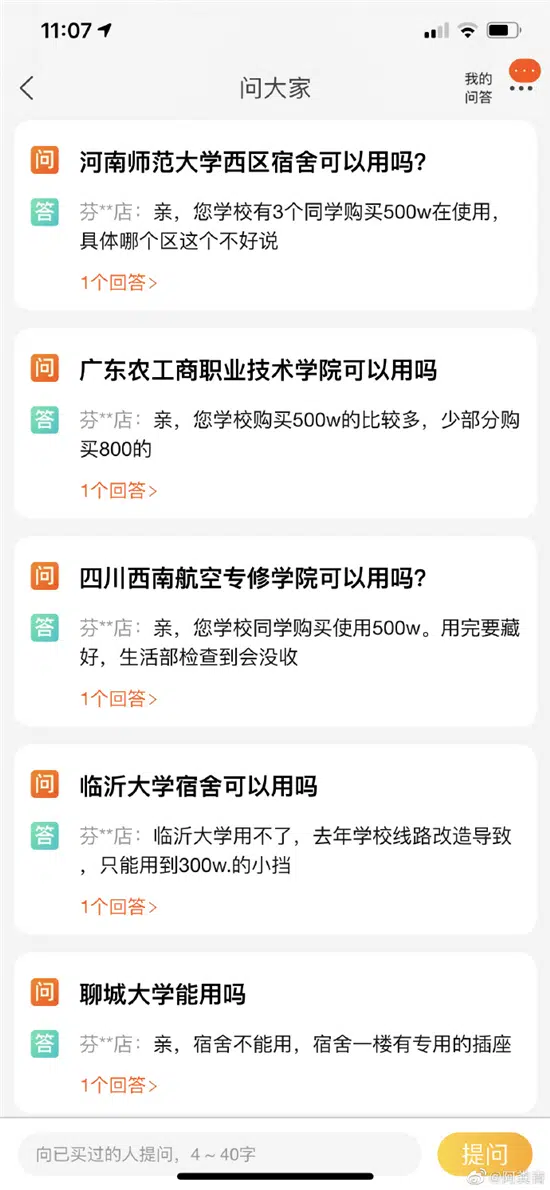 11:07
问大家
我的
问答
问
河南师范大学西区宿舍可以用吗?
答
芬**店：亲，您学校有3个同学购买500w在使用，
具体哪个区这个不好说
1个回答>
问
广东农工商职业技术学院可以用吗
答
芬**店：亲，您学校购买500w的比较多，少部分购
买800的
1个回答>
问
四川西南航空专修学院可以用吗?
答
芬**店：亲，您学校同学购买使用500w。用完要藏
好，生活部检查到会没收
1个回答>
问
临沂大学宿舍可以用吗
答
芬**店：临沂大学用不了，去年学校线路改造导致
，只能用到300w.的小挡
1个回答>
问
聊城大学能用吗
答
芬**店：亲，宿舍不能用，宿舍一楼有专用的插座
1个回答>
向已买过的人提问，4～40字
提问